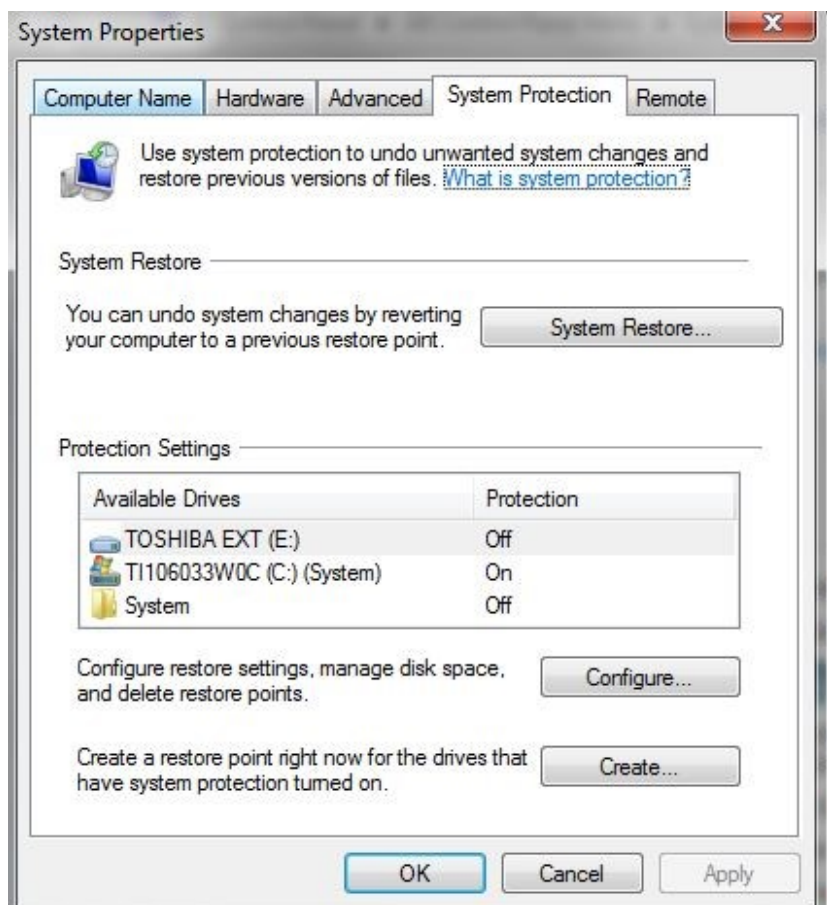 System Properties
Computer Name Hardware Advanced System Protection Remote
Use system protection to undo unwanted system changes and
restore previous versions of files. What is system protection?
System Restore
You can undo system changes by reverting
your computer to a previous restore point.
System Restore...
Protection Settings
Available Drives Protection
TOSHIBA EXT (E:) Off
TI106033W0C (C:) (System) On
System Off
Configure restore settings, manage disk space,
and delete restore points.
Configure...
Create a restore point right now for the drives that
have system protection turned on.
Create...
OK Cancel Apply